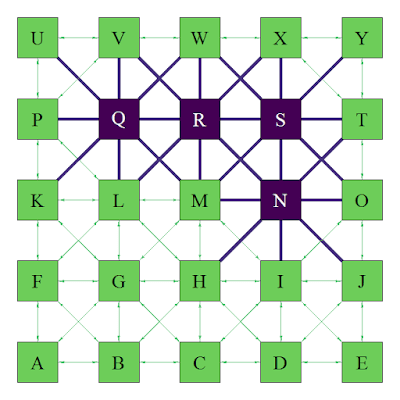 U V W X Y
P Q R S T
K L M N O
F G H I J
A B C D E